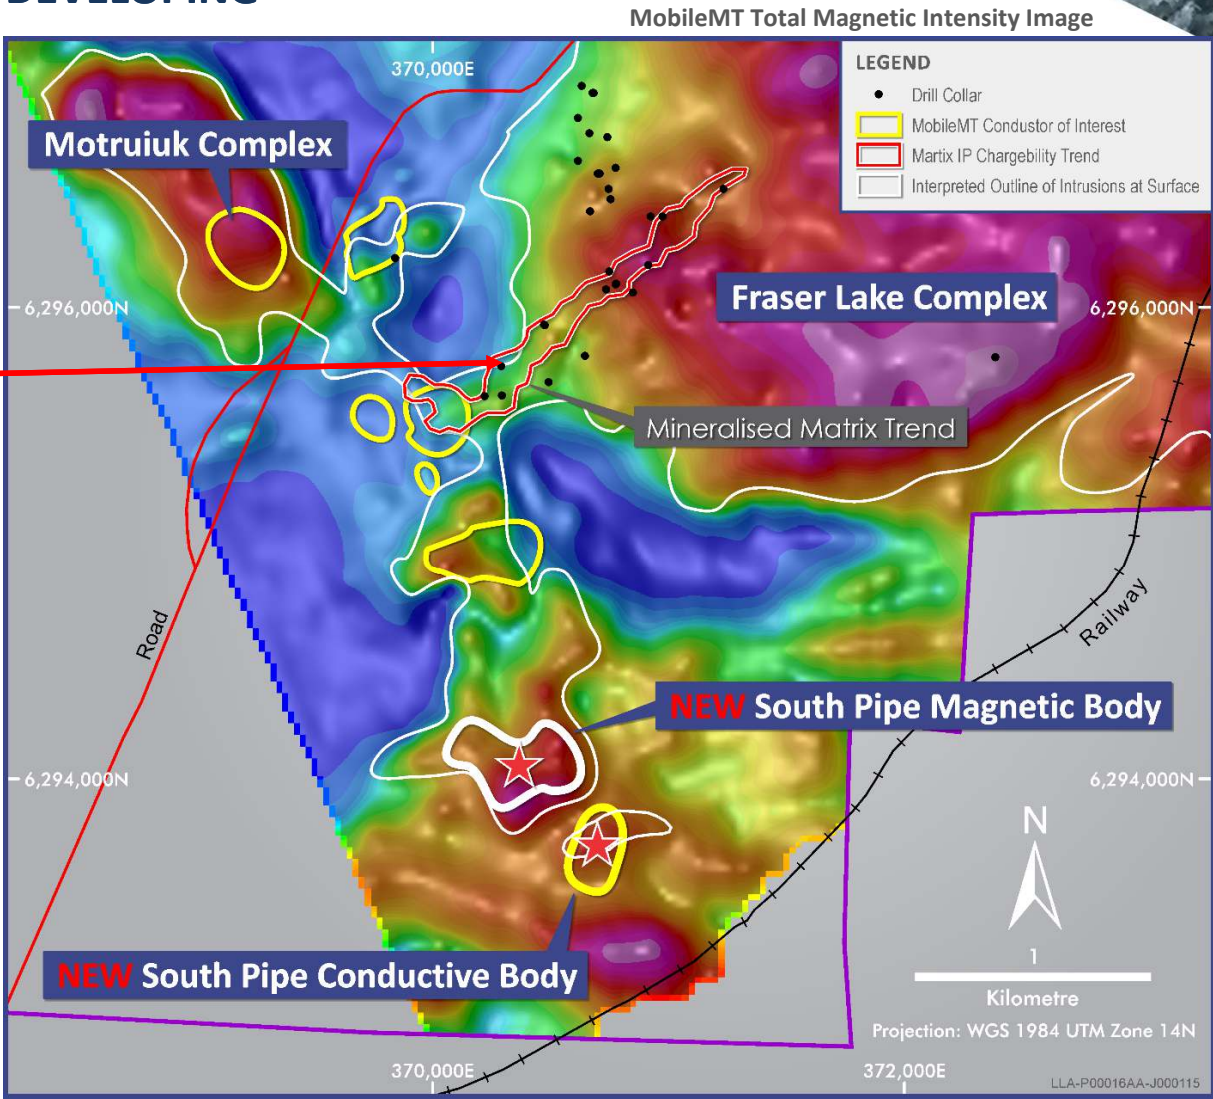 DEVELOPING
MobileMT Total Magnetic Intensity Image
370,000E
LEGEND
Drill Collar
MobileMT Condustor of Interest
Martix IP Chargebility Trend
Interpreted Outline of Intrusions at Surface
Motruiuk Complex
Fraser Lake Complex
6,296,000N
6,296,000N
Mineralised Matrix Trend
Road
Railway
NEW South Pipe Magnetic Body
6,294,000N
6,294,000N
N
NEW South Pipe Conductive Body
1
Kilometre
Projection: WGS 1984 UTM Zone 14N
370,000E
372,000E
LLA-P00016AA-J000115